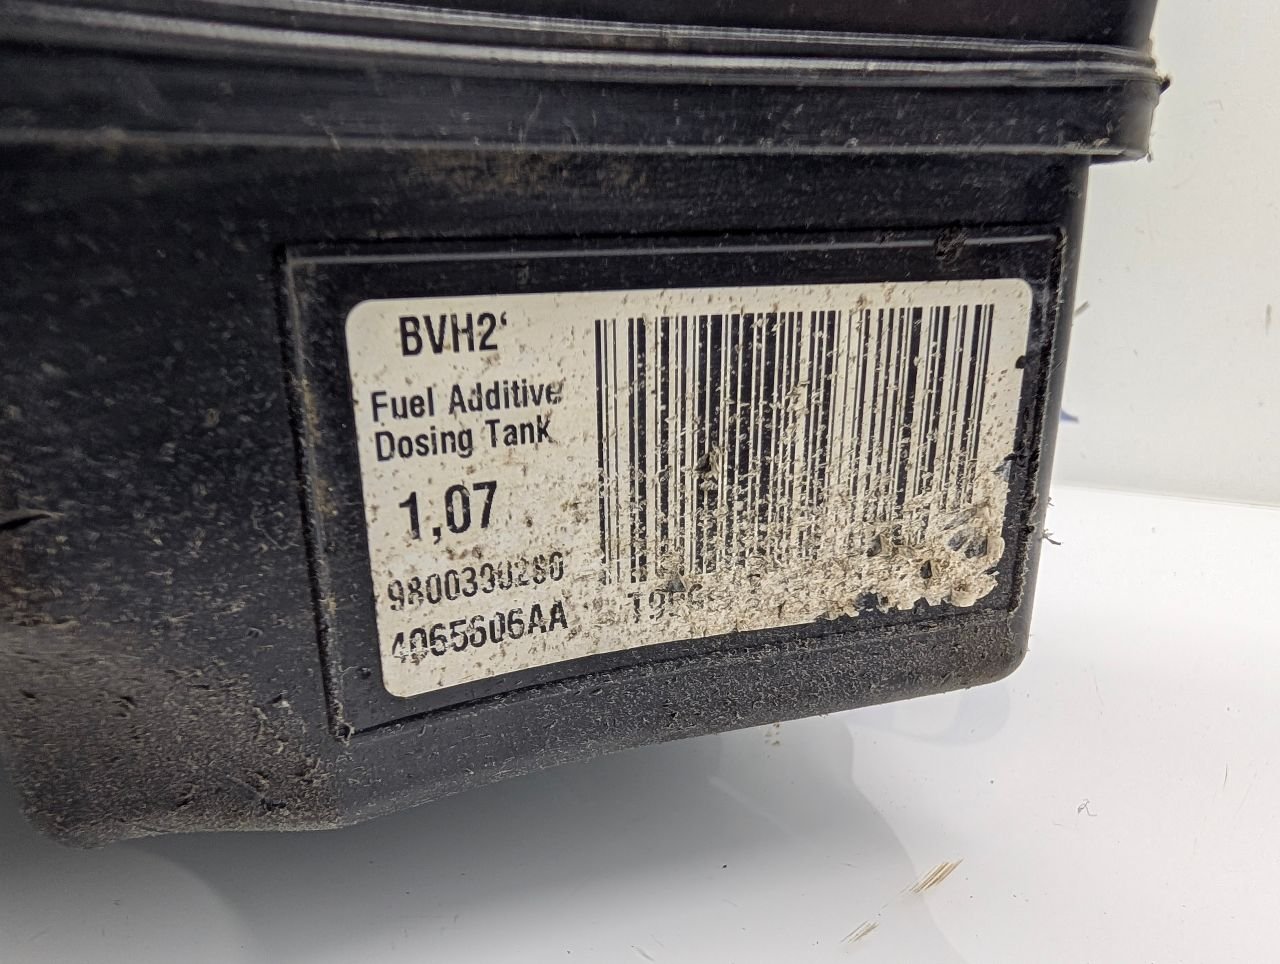 BVH2‘
Fuel Additive
Dosing Tank
1,07
9800330280
4065606AA